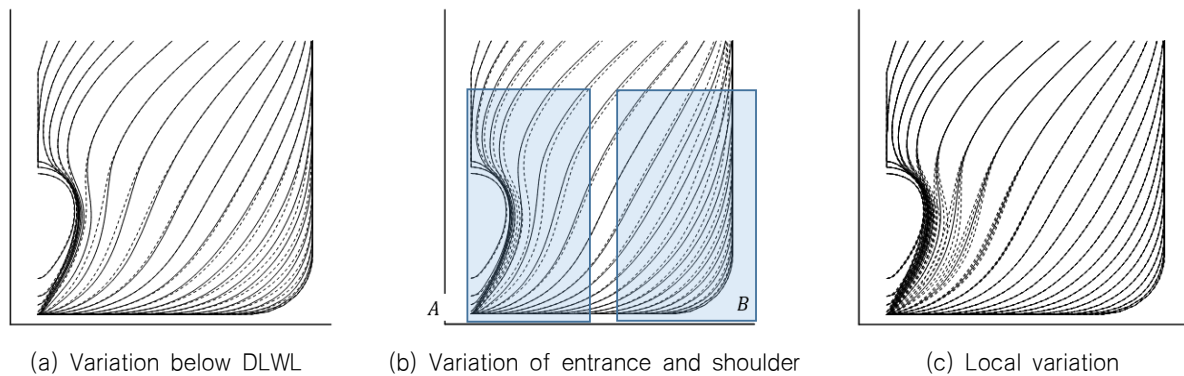 A
B
(a) Variation below DLWL
(b) Variation of entrance and shoulder
(c) Local variation